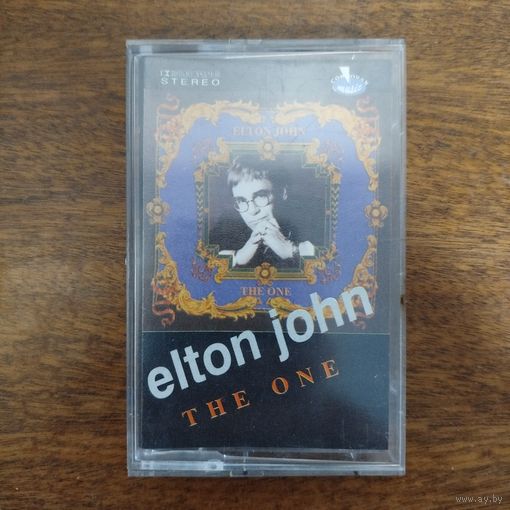 STEREO
ELTON JOHN
THE ONE
elton john
THE ONE
www.ay.by